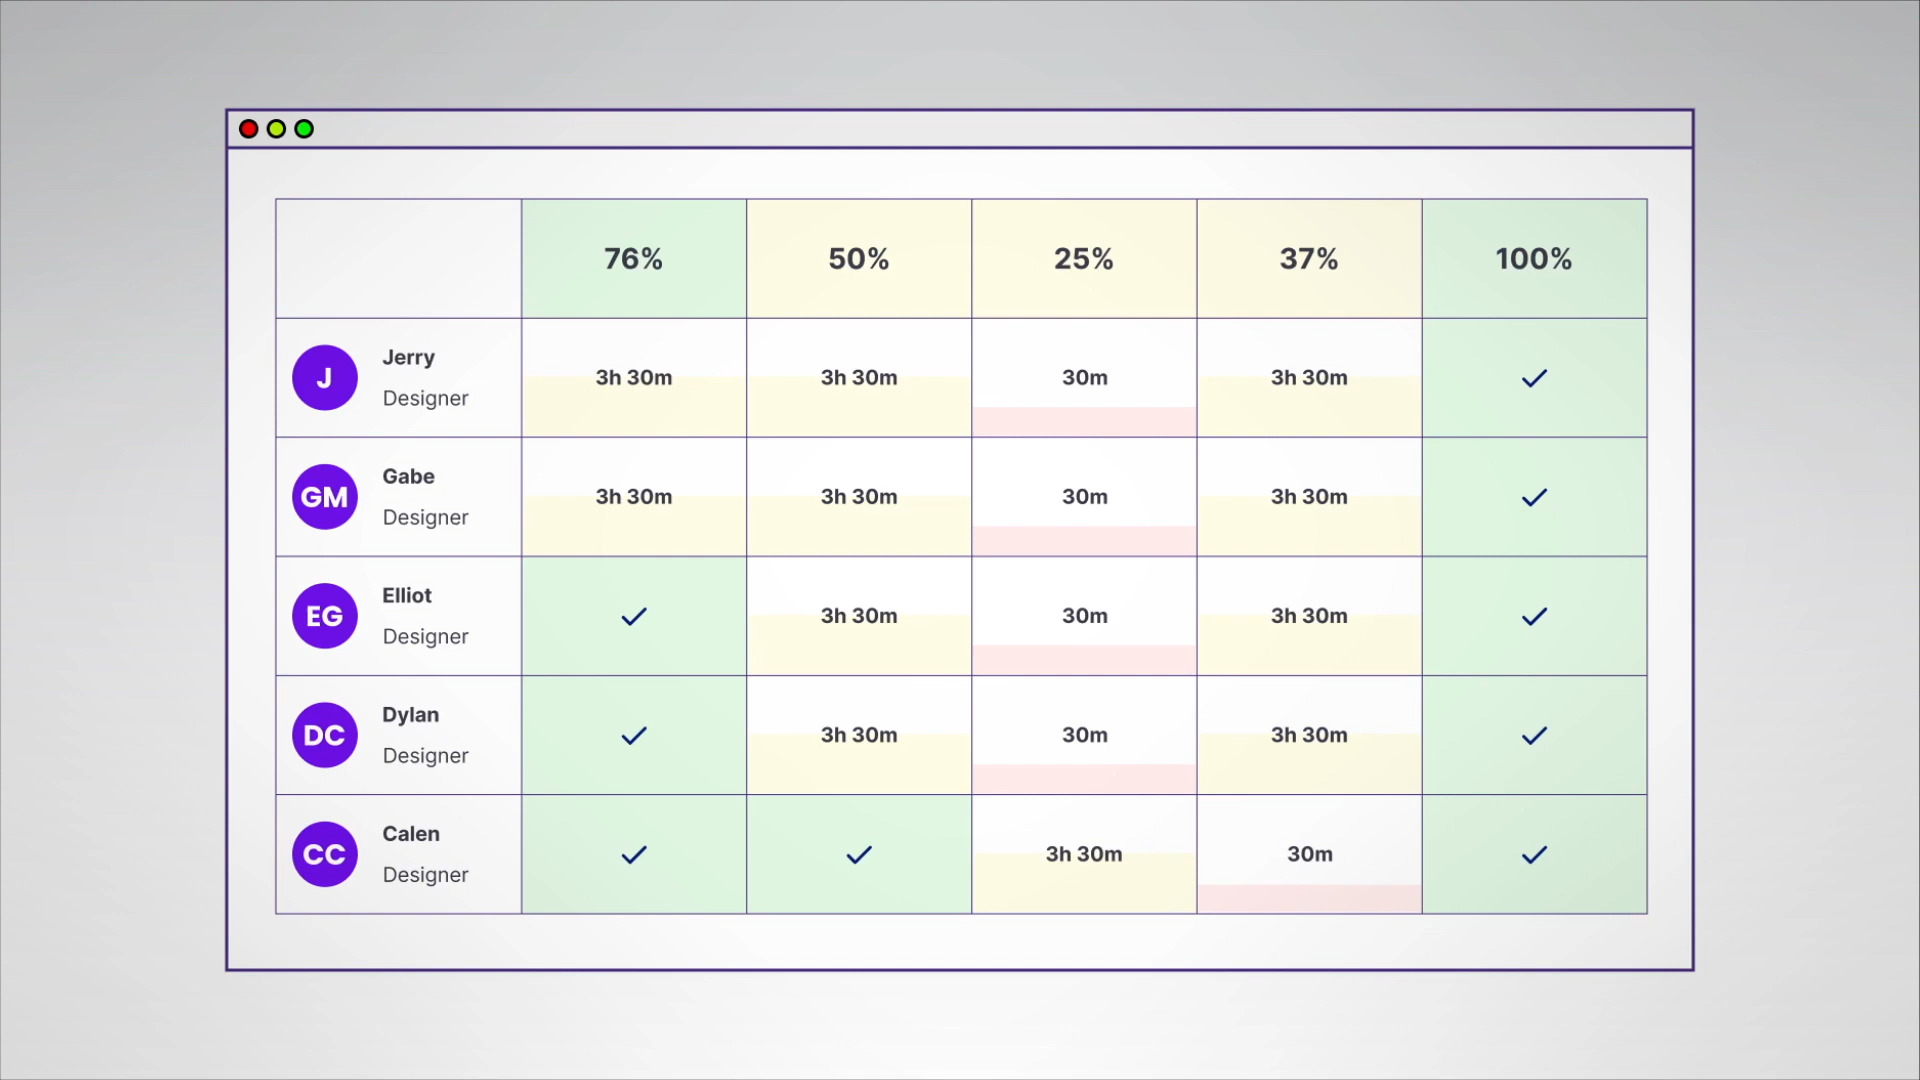 76% 50% 25% 37% 100%
J Jerry 3h 30m 3h 30m 30m 3h 30m
Designer
GM Gabe 3h 30m 3h 30m 30m 3h 30m
Designer
EG Elliot 3h 30m 30m 3h 30m
Designer
DC Dylan 3h 30m 30m 3h 30m
Designer
CC Calen 3h 30m 30m
Designer